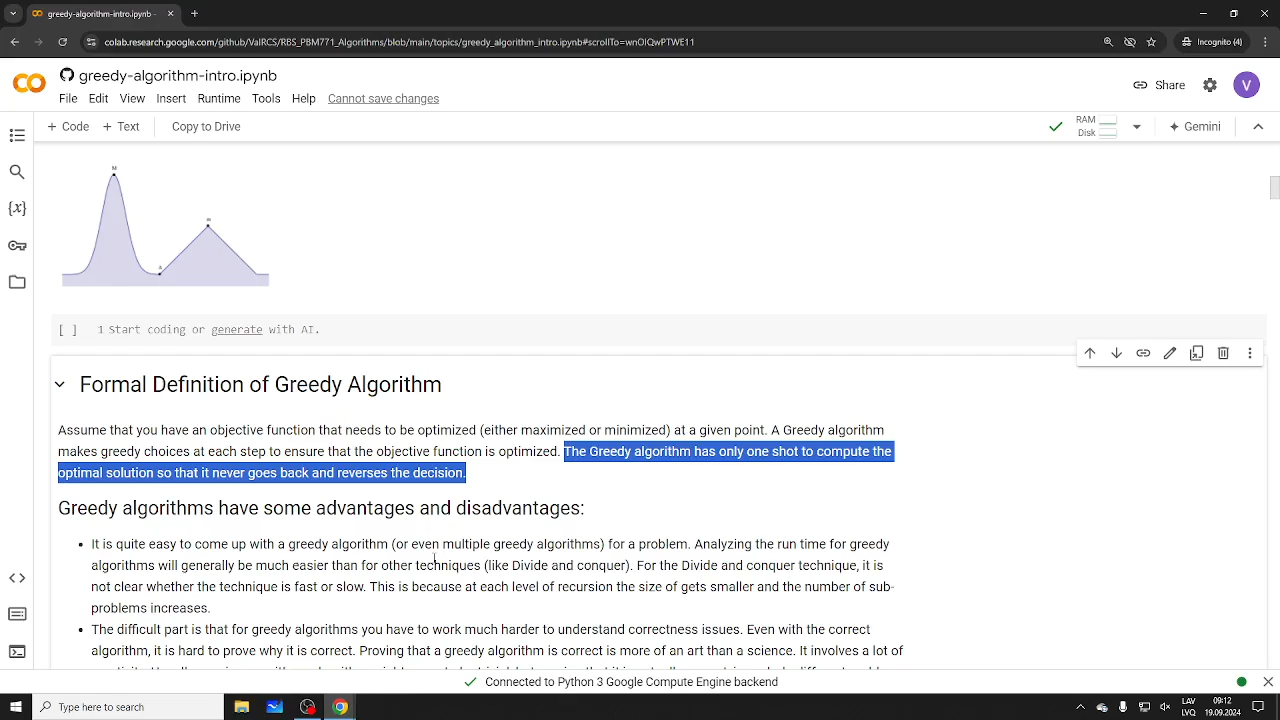 greedy-algorithm-intro.ipynb -
colab.research.google.com/github/ValRCS/RBS_PBM771_Algorithms/blob/main/topics/greedy_algorithm_intro.ipynb#scrollTo=wnOIQwPTWE11
Incognito (4)
greedy-algorithm-intro.ipynb
File Edit View Insert Runtime Tools Help Cannot save changes
Share
V
+ Code + Text Copy to Drive
RAM
Disk
Gemini
{x}
M
m
A
[ ] 1 Start coding or generate with AI.
Formal Definition of Greedy Algorithm
Assume that you have an objective function that needs to be optimized (either maximized or minimized) at a given point. A Greedy algorithm
makes greedy choices at each step to ensure that the objective function is optimized. The Greedy algorithm has only one shot to compute the
optimal solution so that it never goes back and reverses the decision.
Greedy algorithms have some advantages and disadvantages:
• It is quite easy to come up with a greedy algorithm (or even multiple greedy algorithms) for a problem. Analyzing the run time for greedy
algorithms will generally be much easier than for other techniques (like Divide and conquer). For the Divide and conquer technique, it is
not clear whether the technique is fast or slow. This is because at each level of recursion the size of gets smaller and the number of sub-
problems increases.
• The difficult part is that for greedy algorithms you have to work much harder to understand correctness issues. Even with the correct
algorithm, it is hard to prove why it is correct. Proving that a greedy algorithm is correct is more of an art than a science. It involves a lot of
Connected to Python 3 Google Compute Engine backend
Type here to search
LAV
LVQ
09:12
19.09.2024